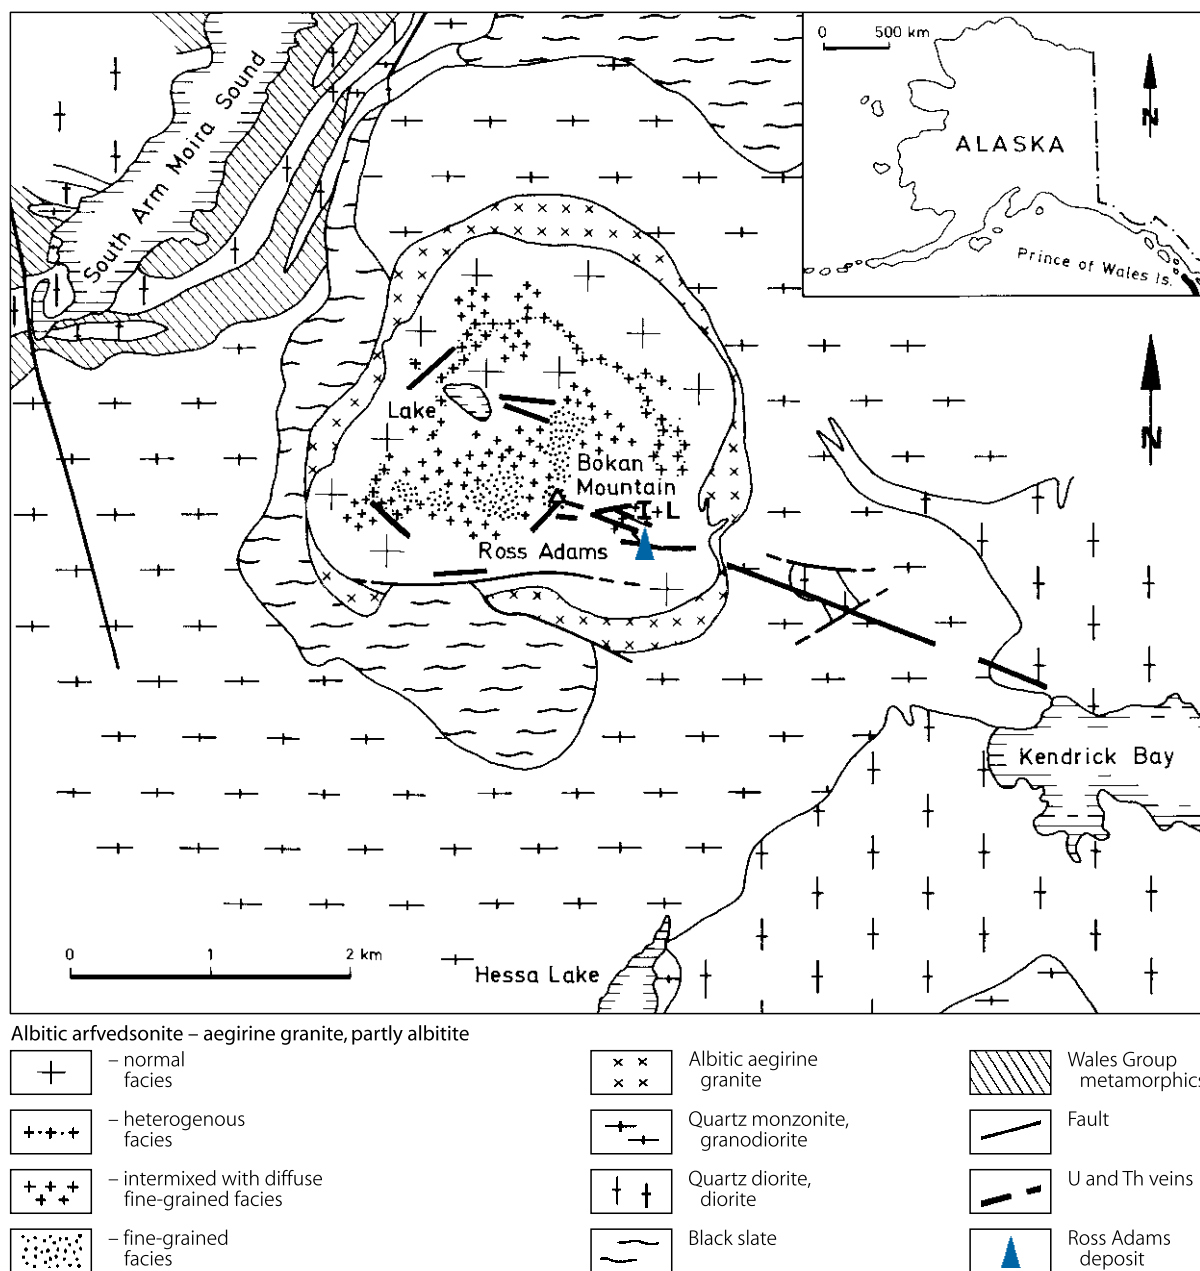 0 500 km
N
ALASKA
Prince of Wales Is.
South Arm Moira Sound
N
Lake
Bokan
Mountain
I+L
Ross Adams
Kendrick Bay
0 1 2 km
Hessa Lake
Albitic arfvedsonite – aegirine granite, partly albitite
– normal
facies
– heterogenous
facies
– intermixed with diffuse
fine-grained facies
– fine-grained
facies
Albitic aegirine
granite
Quartz monzonite,
granodiorite
Quartz diorite,
diorite
Black slate
Wales Group
metamorphics
Fault
U and Th veins
Ross Adams
deposit